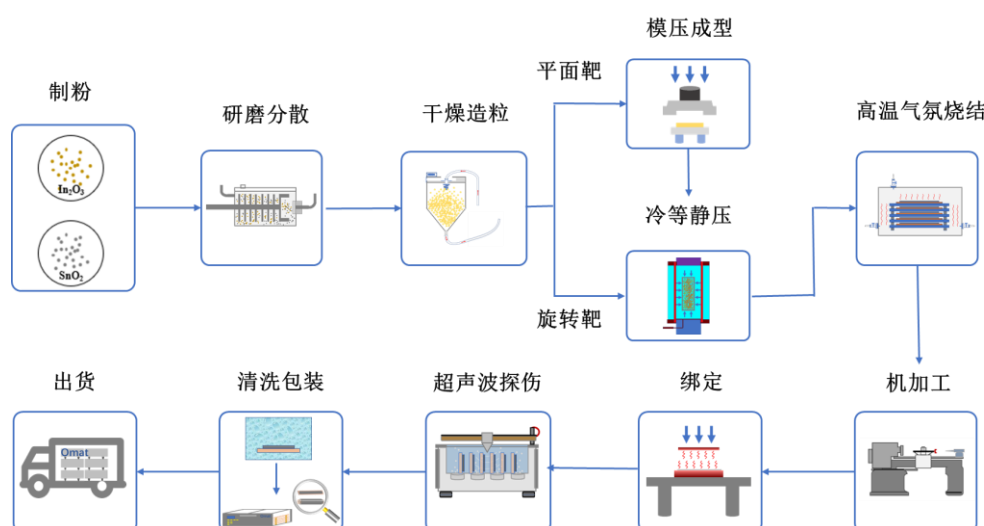 模压成型
平面靶
制粉
研磨分散
干燥造粒
高温气氛烧结
In₂O₃
SnO₂
冷等静压
旋转靶
出货
清洗包装
超声波探伤
绑定
机加工
Omat